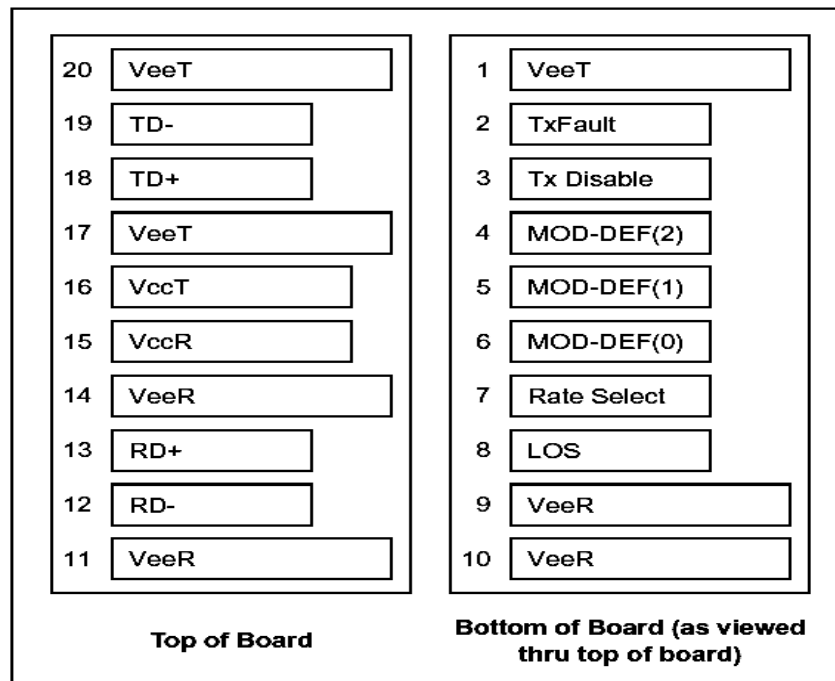 20 VeeT
19 TD-
18 TD+
17 VeeT
16 VccT
15 VccR
14 VeeR
13 RD+
12 RD-
11 VeeR
Top of Board
1 VeeT
2 TxFault
3 Tx Disable
4 MOD-DEF(2)
5 MOD-DEF(1)
6 MOD-DEF(0)
7 Rate Select
8 LOS
9 VeeR
10 VeeR
Bottom of Board (as viewed
thru top of board)